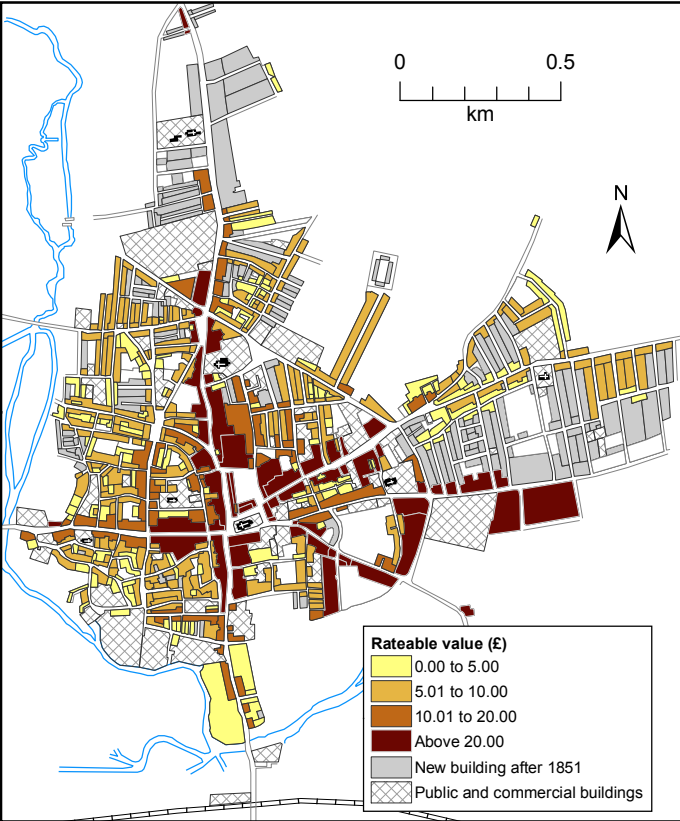 0 0.5
km
N
Rateable value (£)
0.00 to 5.00
5.01 to 10.00
10.01 to 20.00
Above 20.00
New building after 1851
Public and commercial buildings